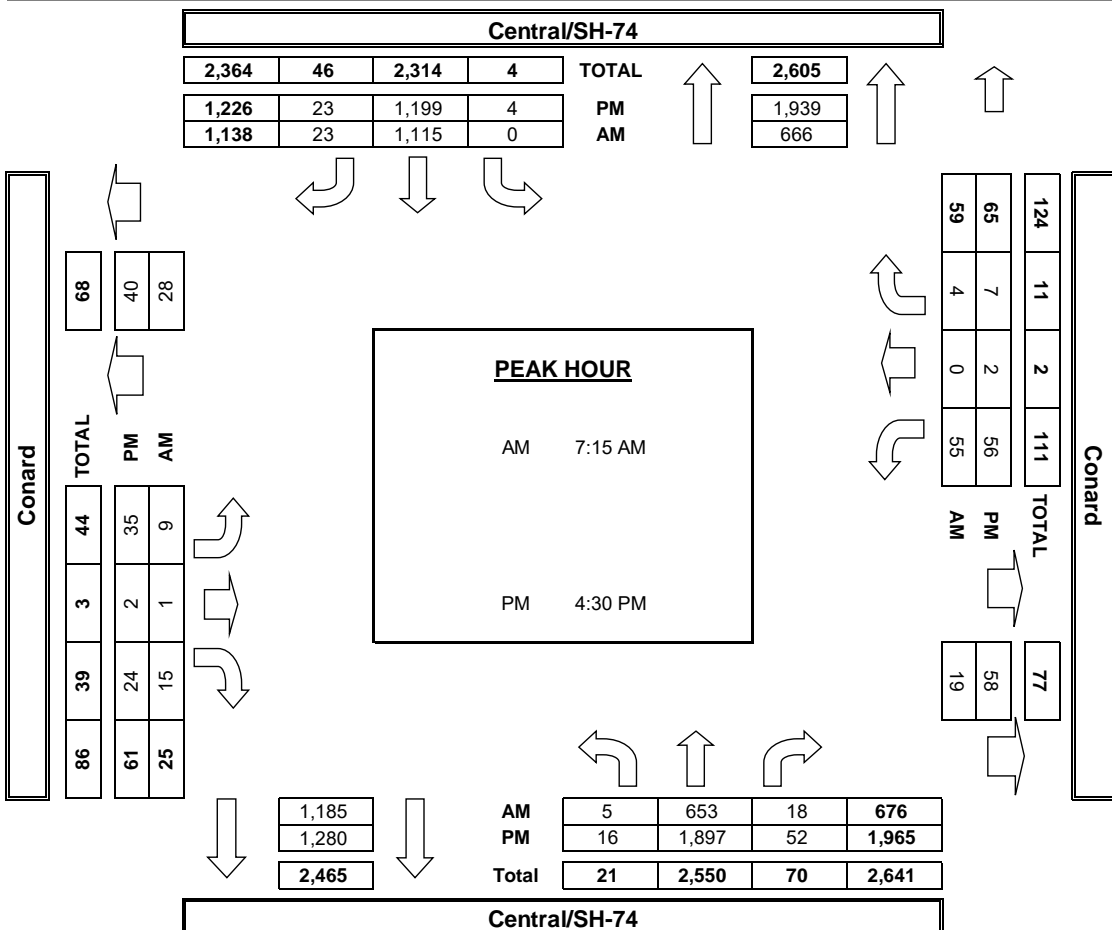 Central/SH-74
2,364 46 2,314 4 TOTAL 2,605
1,226 23 1,199 4 PM 1,939
1,138 23 1,115 0 AM 666
Conard
68
40
28
TOTAL
PM
AM
44 3 39 86
35 2 24 61
9 1 15 25
PEAK HOUR
AM 7:15 AM
PM 4:30 PM
124 11 2 111 TOTAL
65 7 2 56 PM
59 4 0 55 AM
77
58
19
Conard
1,185 AM 5 653 18 676
1,280 PM 16 1,897 52 1,965
2,465 Total 21 2,550 70 2,641
Central/SH-74